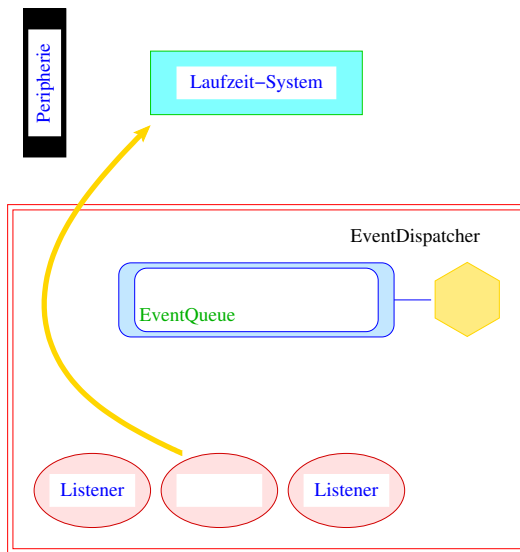 Peripherie
Laufzeit−System
EventDispatcher
EventQueue
Listener
Listener